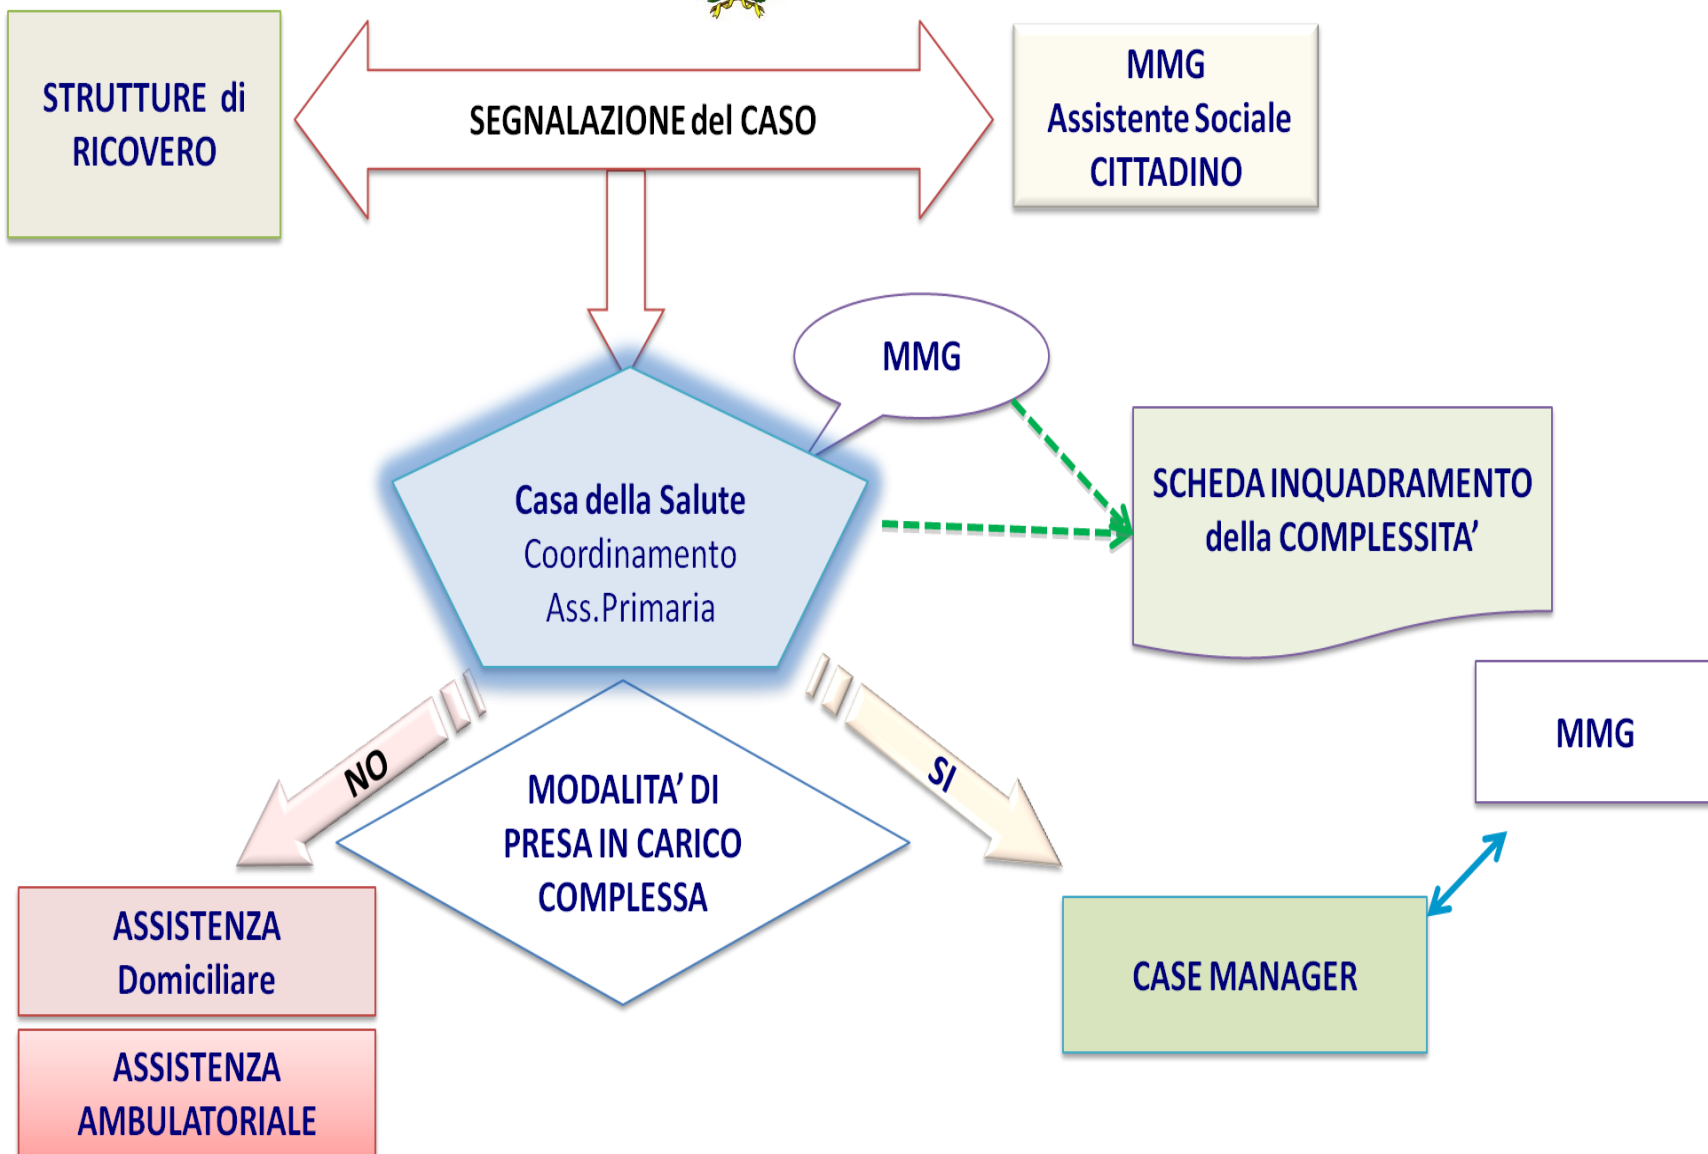 STRUTTURE di
RICOVERO
SEGNALAZIONE del CASO
MMG
Assistente Sociale
CITTADINO
MMG
Casa della Salute
Coordinamento
Ass.Primaria
SCHEDA INQUADRAMENTO
della COMPLESSITA’
MMG
NO
SI
MODALITA’ DI
PRESA IN CARICO
COMPLESSA
ASSISTENZA
Domiciliare
CASE MANAGER
ASSISTENZA
AMBULATORIALE